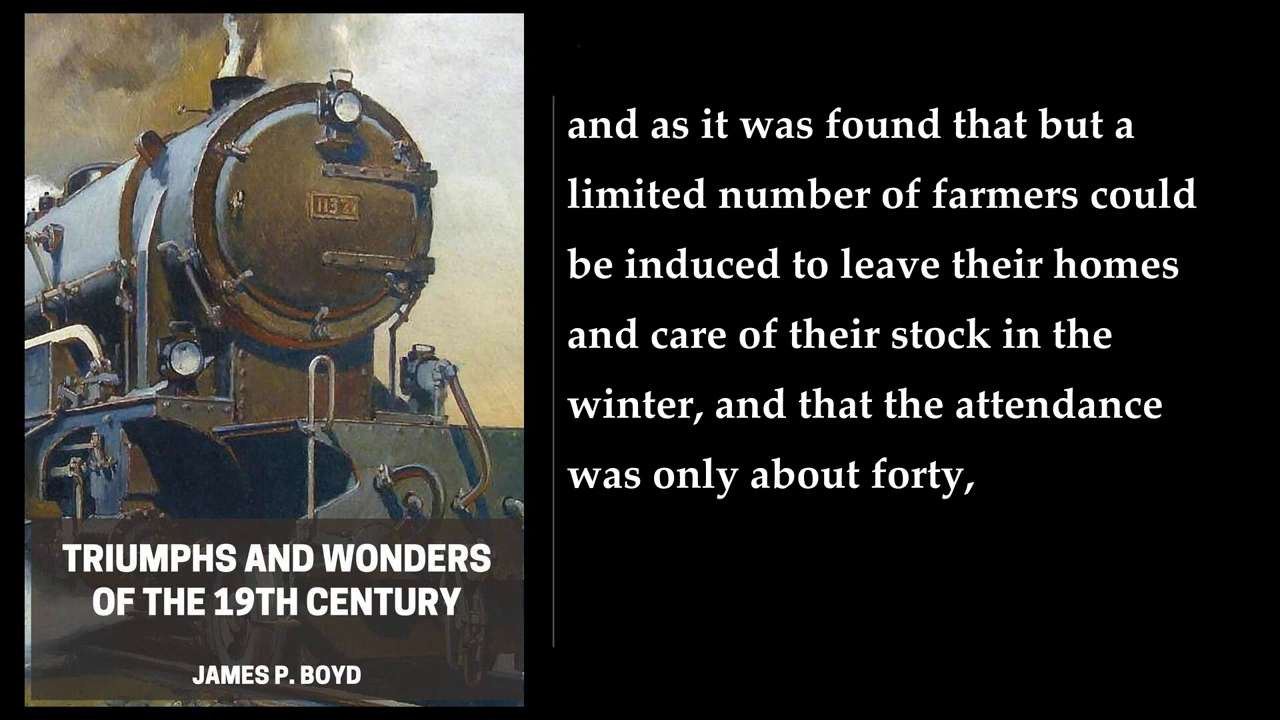 and as it was found that but a
limited number of farmers could
be induced to leave their homes
and care of their stock in the
winter, and that the attendance
was only about forty,
TRIUMPHS AND WONDERS
OF THE 19TH CENTURY
JAMES P. BOYD